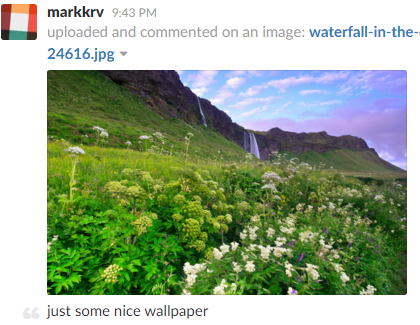 markkrv 9:43 PM
uploaded and commented on an image: waterfall-in-the-
24616.jpg
just some nice wallpaper